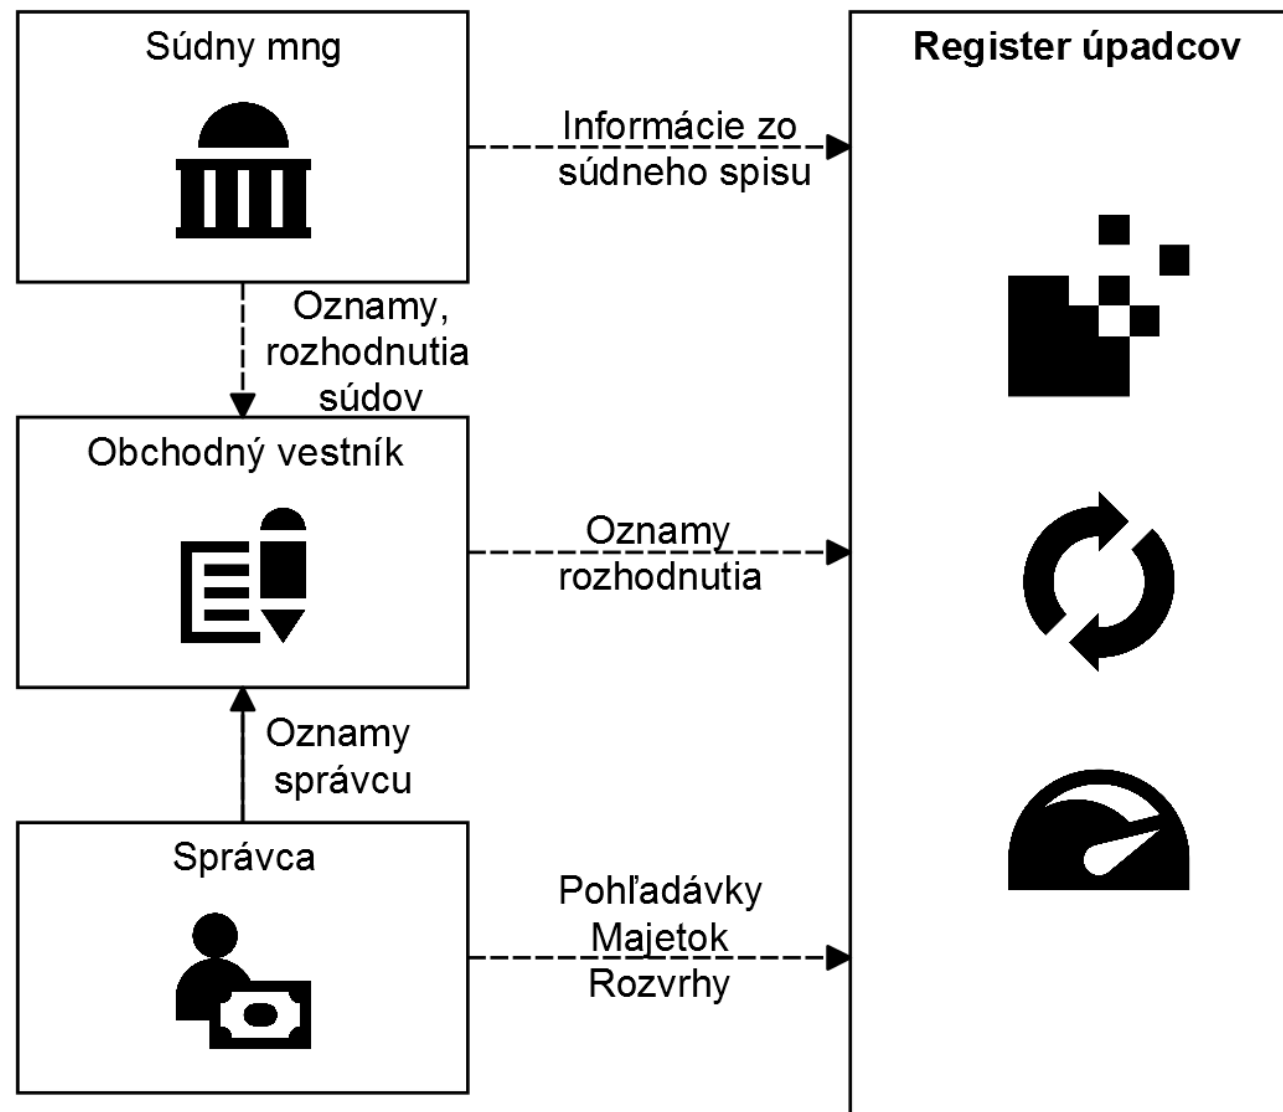 Súdny mng
Register úpadcov
Informácie zo
súdneho spisu
Oznamy,
rozhodnutia
súdov
Obchodný vestník
Oznamy
rozhodnutia
Oznamy
správcu
Správca
Pohľadávky
Majetok
Rozvrhy